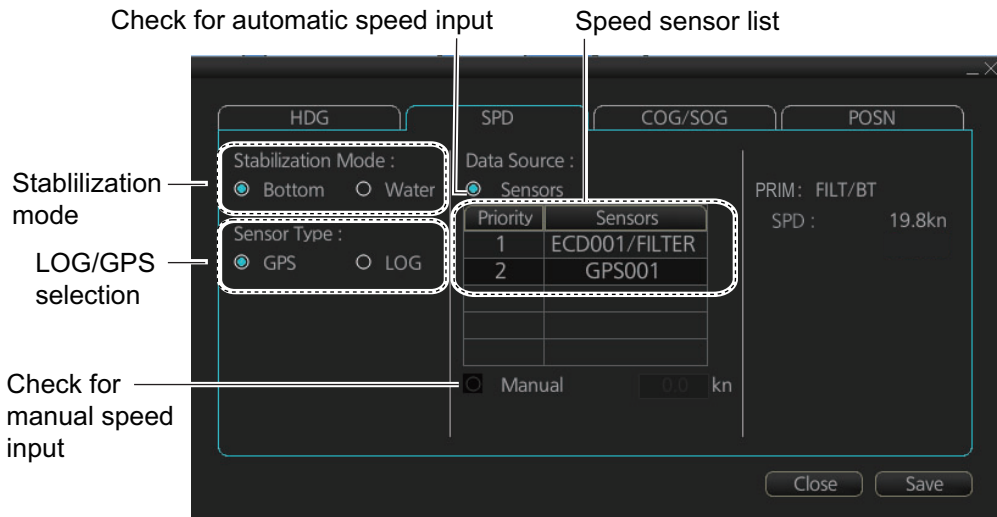 Check for automatic speed input
Speed sensor list
HDG
SPD
COG/SOG
POSN
Stabilization Mode :
Bottom
Water
Data Source :
Sensors
Stablilization
mode
Sensor Type :
GPS
LOG
LOG/GPS
selection
Priority
Sensors
1
ECD001/FILTER
2
GPS001
PRIM: FILT/BT
SPD :
19.8kn
Check for
manual speed
input
Manual
0.0
kn
Close
Save